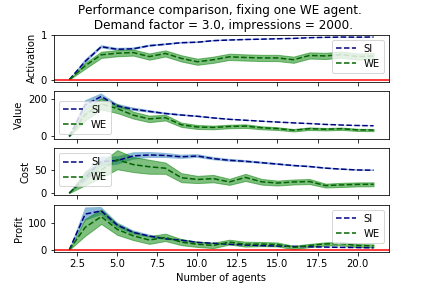 Performance comparison, fixing one WE agent.
Demand factor = 3.0, impressions = 2000.
Activation
1
0
SI
WE
Value
200
0
SI
WE
Cost
50
0
SI
WE
Profit
100
0
SI
WE
2.5 5.0 7.5 10.0 12.5 15.0 17.5 20.0
Number of agents